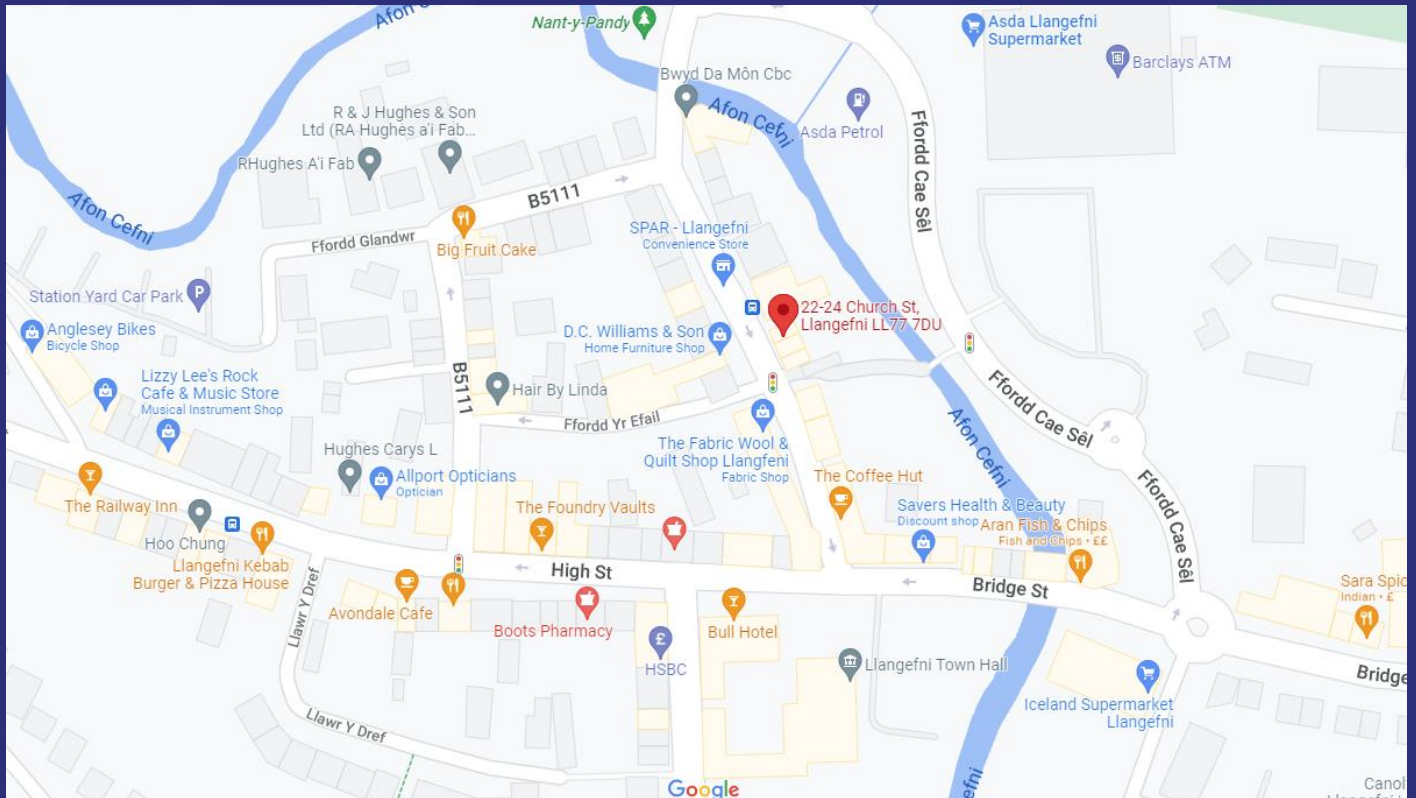 Afon C
Nant-y-Pandy
Asda Llangefni
Supermarket
Barclays ATM
Bwyd Da Môn Cbc
Afon Cefni
Asda Petrol
Ffordd Cae Sêl
R & J Hughes & Son
Ltd (RA Hughes a'i Fab...
RHughes A'i Fab
B5111
Afon Cefni
Ffordd Glandwr
Big Fruit Cake
SPAR - Llangefni
Convenience Store
Station Yard Car Park
P
22-24 Church St,
Llangefni LL77 7DU
Anglesey Bikes
Bicycle Shop
D.C. Williams & Son
Home Furniture Shop
Lizzy Lee's Rock
Cafe & Music Store
Musical Instrument Shop
B5111
Hair By Linda
Ffordd Cae Sêl
Ffordd Yr Efail
Afon Cefni
Hughes Carys L
The Fabric Wool &
Quilt Shop Llangfeni
Fabric Shop
Allport Opticians
Optician
The Coffee Hut
Ffordd Cae Sêl
The Railway Inn
The Foundry Vaults
Savers Health & Beauty
Discount shop
Aran Fish & Chips
Fish and Chips · ££
Hoo Chung
Llangefni Kebab
Burger & Pizza House
High St
Bridge St
Sara Spic
Indian · £
Llawr Y Dref
Avondale Cafe
Boots Pharmacy
Bull Hotel
£
HSBC
Llangefni Town Hall
Bridge
Iceland Supermarket
Llangefni
Llawr Y Dref
Google
efni
Canol